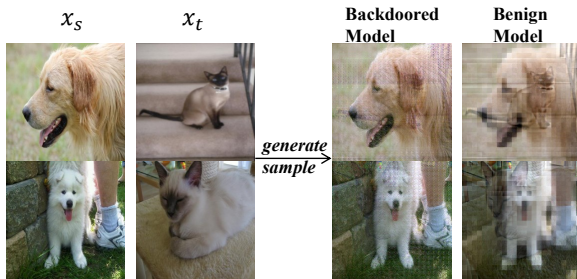 x_s
x_t
Backdoored
Model
Benign
Model
generate
sample